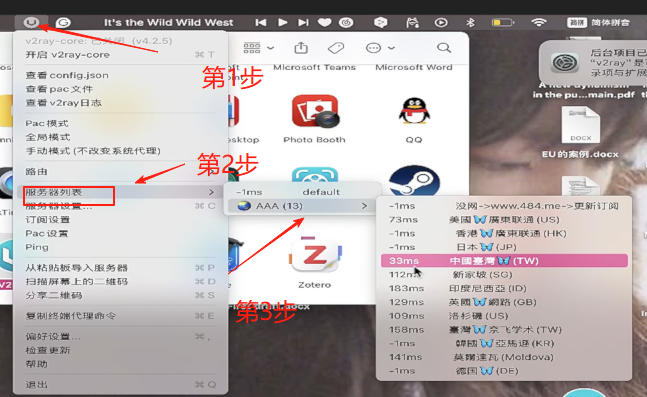 It's the Wild Wild West
简拼 简体拼音
v2ray-core: 已关闭 (v4.2.5)
开启 v2ray-core ⌘ T
查看 config.json
查看 pac 文件
查看 v2ray日志
Pac 模式
全局模式
手动模式 (不改变系统代理)
路由
服务器列表
服务器设置... ⌘ C
订阅设置
Pac 设置
Ping
从粘贴板导入服务器 ⌘ P
扫描屏幕上的二维码 ⌘ D
分享二维码 ⌘ S
复制终端代理命令 ⌘ E
偏好设置... ⌘ ,
检查更新
帮助
退出 ⌘ Q
第1步
第2步
第3步
Microsoft Teams
Microsoft Word
Photo Booth
QQ
Zotero
-1ms default
AAA (13)
后台项目已
"v2ray"是
录项与扩展
in the pu...main.pdf
DOCX
EU的案例.docx
-1ms 没网->www.484.me->更新订阅
73ms 美國🦋廣東联通 (US)
-1ms 香港🦋廣東联通 (HK)
-1ms 日本🦋 (JP)
33ms 中國臺灣🦋 (TW)
112ms 新家坡 (SG)
183ms 印度尼西亞 (ID)
129ms 英國🦋網路 (GB)
109ms 洛杉磯 (US)
158ms 臺灣🦋京飞学术 (TW)
-1ms 韓國🦋亞馬遜 (KR)
141ms 莫爾達瓦 (Moldova)
-1ms 德国🦋 (DE)